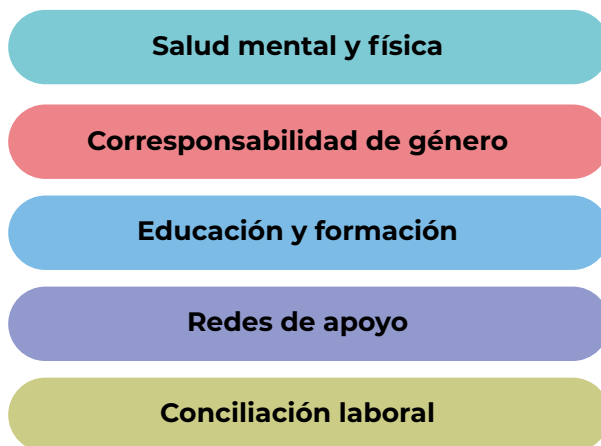 Salud mental y física
Corresponsabilidad de género
Educación y formación
Redes de apoyo
Conciliación laboral